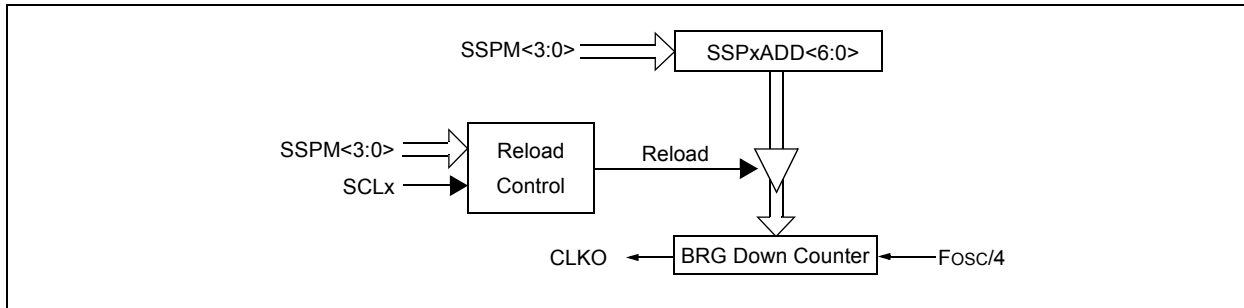 SSPM<3:0>
SSPxADD<6:0>
SSPM<3:0>
SCLx
Reload
Control
Reload
CLKO
BRG Down Counter
FOSC/4